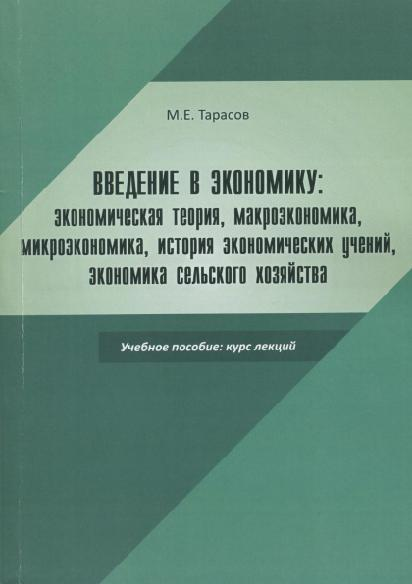 М.Е. Тарасов
ВВЕДЕНИЕ В ЭКОНОМИКУ:
ЭКОНОМИЧЕСКАЯ ТЕОРИЯ, МАКРОЭКОНОМИКА,
МИКРОЭКОНОМИКА, ИСТОРИЯ ЭКОНОМИЧЕСКИХ УЧЕНИЙ,
ЭКОНОМИКА СЕЛЬСКОГО ХОЗЯЙСТВА
Учебное пособие: курс лекций